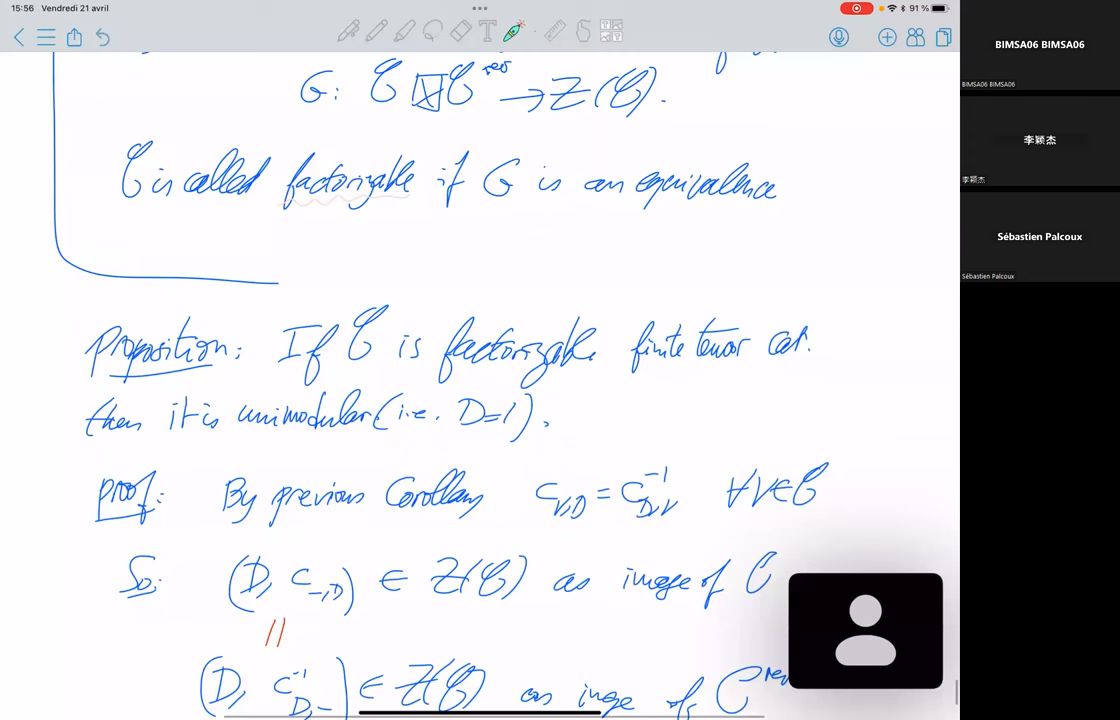 15:56 Vendredi 21 avril
91 %
G: C ⊠ C^rev → Z(C).
C is called factorizable if G is an equivalence
Proposition: If C is factorizable finite tensor cat.
then it is unimodular (i.e. D=1).
proof: By previous Corollary c_{V,D} = c^{-1}_{D,V} ∀V∈C
So: (D, c_{-,D}) ∈ Z(C) as image of C
||
(D, c^{-1}_{D,-}) ∈ Z(C) as image of C^rev
BIMSA06 BIMSA06
BIMSA06 BIMSA06
李颖杰
李颖杰
Sébastien Palcoux
Sébastien Palcoux